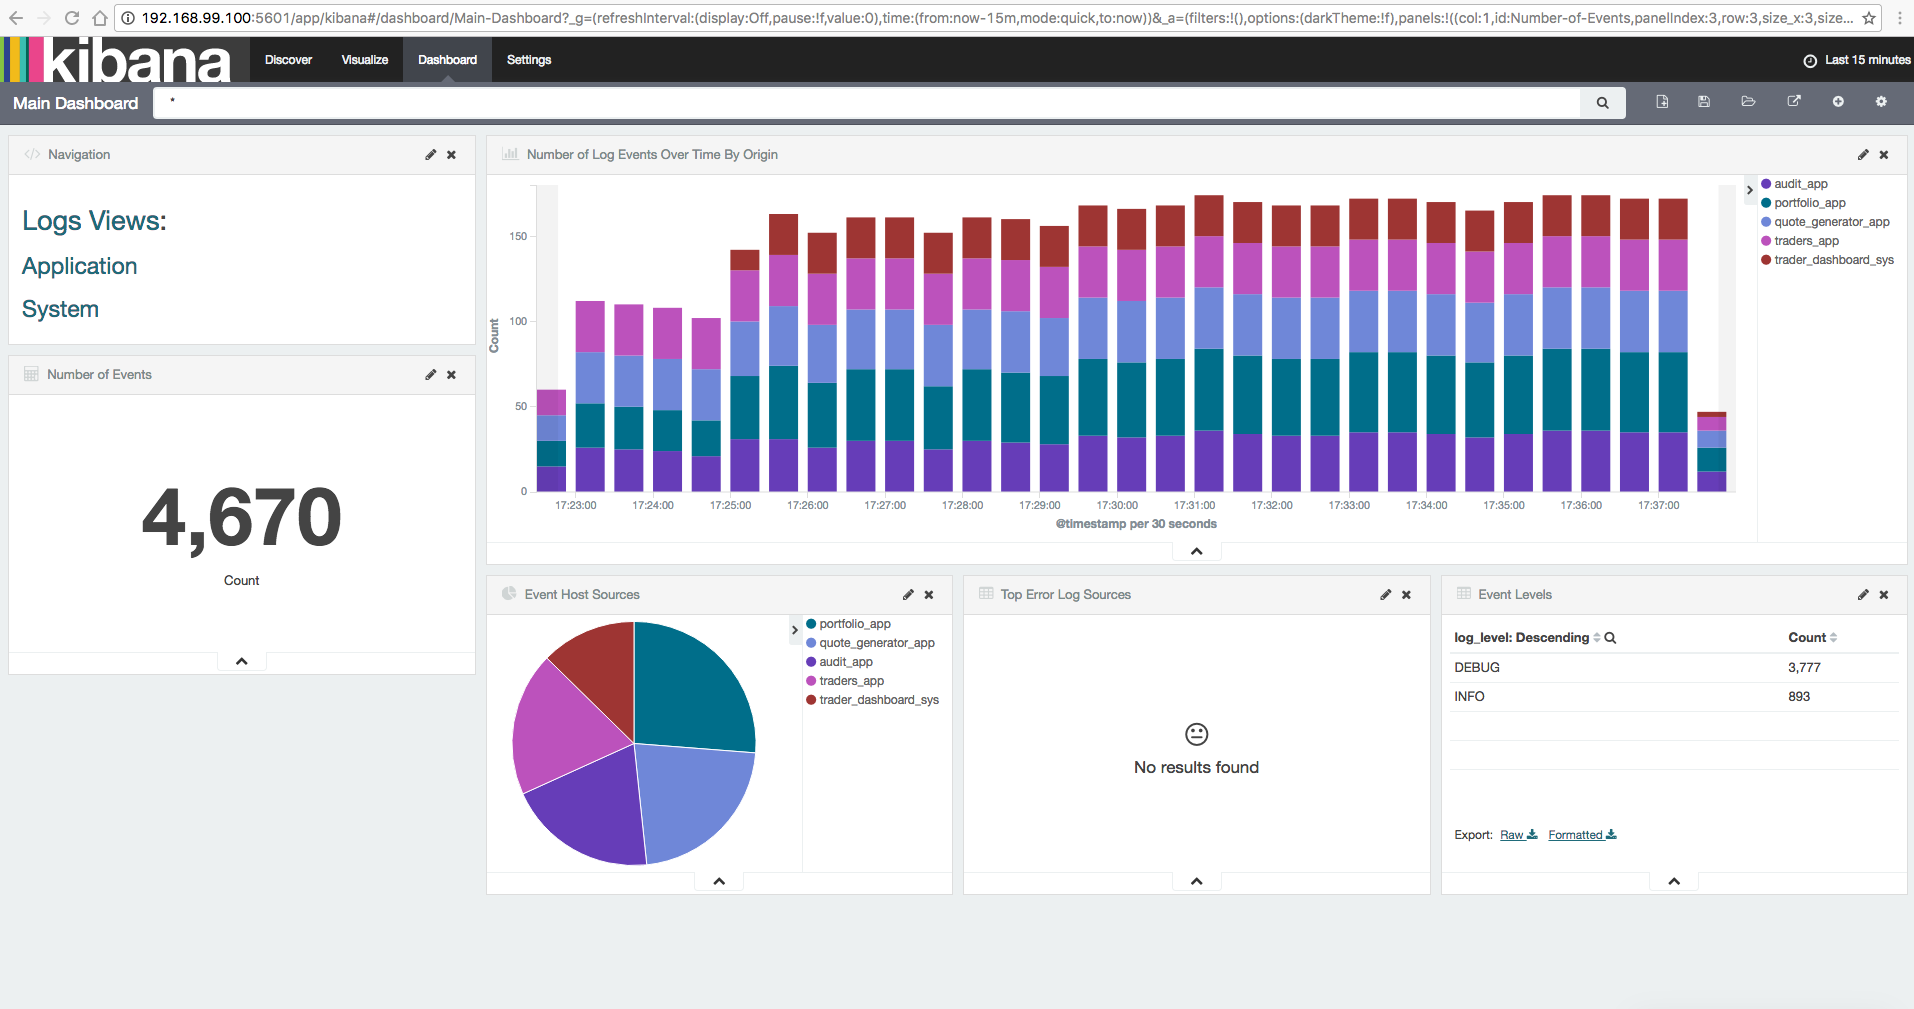 192.168.99.100:5601/app/kibana#/dashboard/Main-Dashboard?_g=(refreshInterval:(display:Off,pause:!f,value:0),time:(from:now-15m,mode:quick,to:now))&_a=(filters:!(),options:(darkTheme:!f),panels:!((col:1,id:Number-of-Events,panelIndex:3,row:3,size_x:3,size...
kibana
Discover
Visualize
Dashboard
Settings
Last 15 minutes
Main Dashboard
*
Navigation
Logs Views:
Application
System
Number of Events
4,670
Count
Number of Log Events Over Time By Origin
Count
150
100
50
0
17:23:00 17:24:00 17:25:00 17:26:00 17:27:00 17:28:00 17:29:00 17:30:00 17:31:00 17:32:00 17:33:00 17:34:00 17:35:00 17:36:00 17:37:00
@timestamp per 30 seconds
audit_app
portfolio_app
quote_generator_app
traders_app
trader_dashboard_sys
Event Host Sources
portfolio_app
quote_generator_app
audit_app
traders_app
trader_dashboard_sys
Top Error Log Sources
No results found
Event Levels
log_level: Descending Count
DEBUG 3,777
INFO 893
Export: Raw Formatted